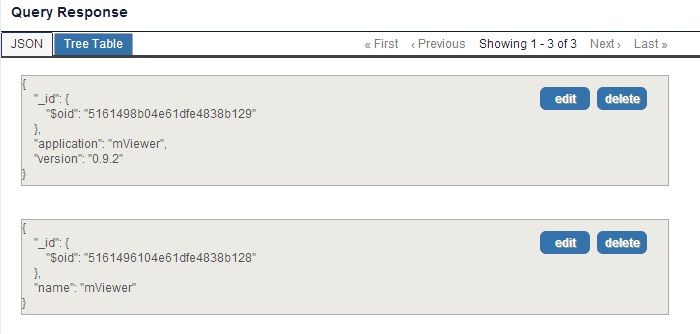 Query Response
JSON Tree Table « First ‹ Previous Showing 1 - 3 of 3 Next › Last »
{
"_id": { edit delete
"$oid": "5161498b04e61dfe4838b129"
},
"application": "mViewer",
"version": "0.9.2"
}
{
"_id": { edit delete
"$oid": "5161496104e61dfe4838b128"
},
"name": "mViewer"
}